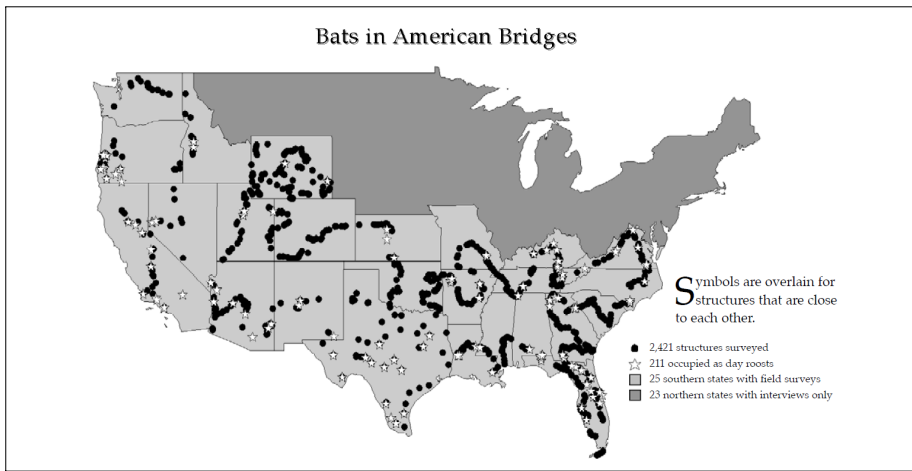 Bats in American Bridges
Symbols are overlain for
structures that are close
to each other.
2,421 structures surveyed
211 occupied as day roosts
25 southern states with field surveys
23 northern states with interviews only